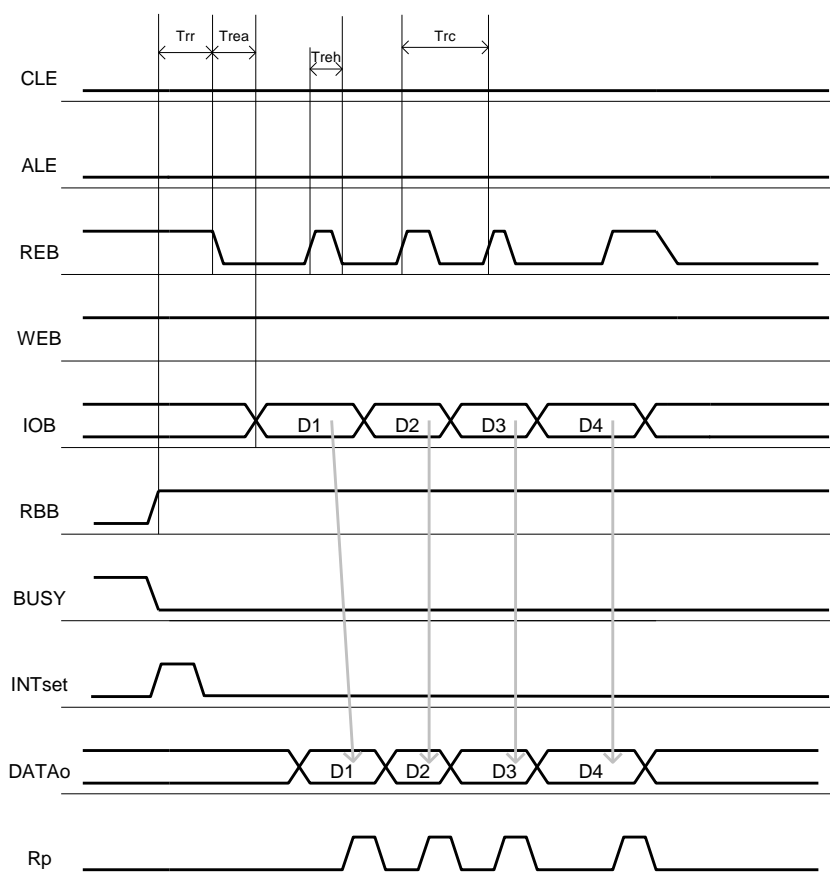 Trr Trea Treh Trc
CLE
ALE
REB
WEB
IOB D1 D2 D3 D4
RBB
BUSY
INTset
DATAo D1 D2 D3 D4
Rp